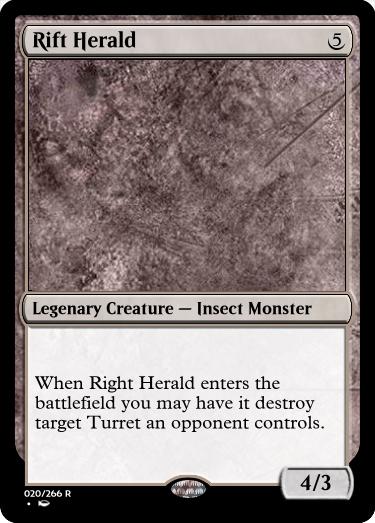 Rift Herald 5
Legenary Creature — Insect Monster
When Right Herald enters the
battlefield you may have it destroy
target Turret an opponent controls.
4/3
020/266 R